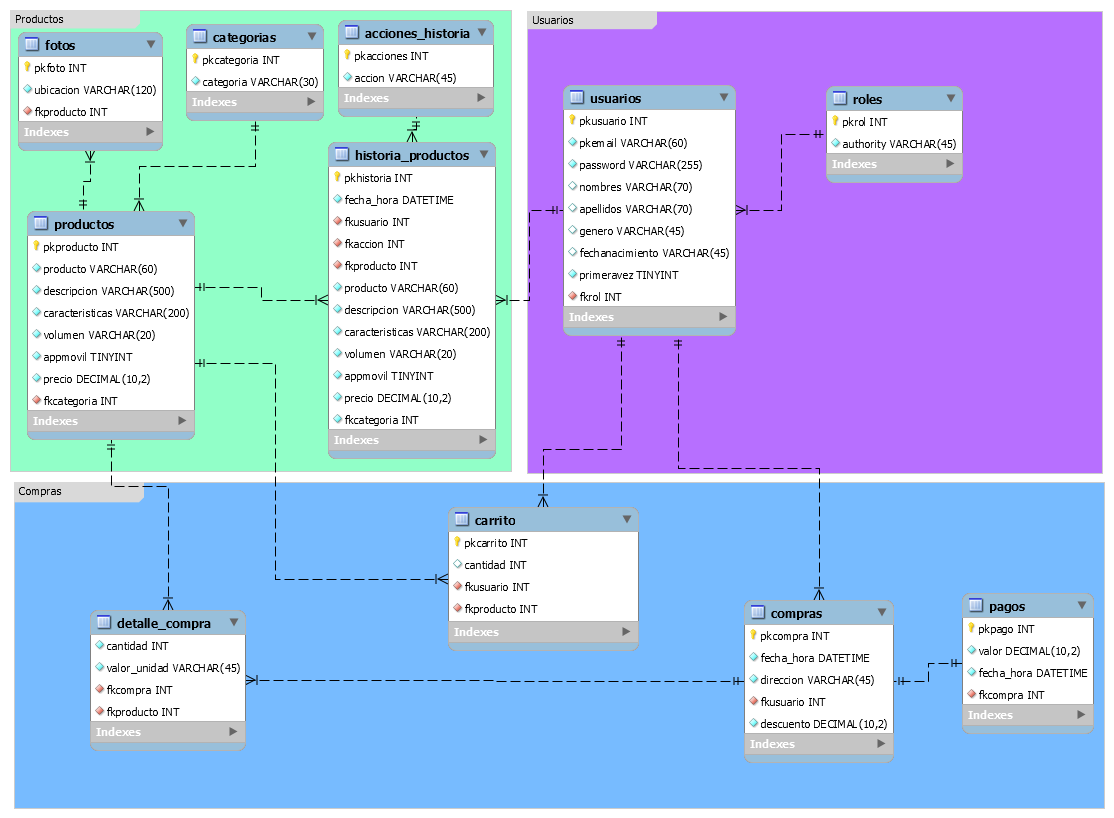 Productos
fotos
pkfoto INT
ubicacion VARCHAR(120)
fkproducto INT
Indexes
categorias
pkcategoria INT
categoria VARCHAR(30)
Indexes
acciones_historia
pkacciones INT
accion VARCHAR(45)
Indexes
productos
pkproducto INT
producto VARCHAR(60)
descripcion VARCHAR(500)
caracteristicas VARCHAR(200)
volumen VARCHAR(20)
appmovil TINYINT
precio DECIMAL(10,2)
fkcategoria INT
Indexes
historia_productos
pkhistoria INT
fecha_hora DATETIME
fkusuario INT
fkaccion INT
fkproducto INT
producto VARCHAR(60)
descripcion VARCHAR(500)
caracteristicas VARCHAR(200)
volumen VARCHAR(20)
appmovil TINYINT
precio DECIMAL(10,2)
fkcategoria INT
Indexes
Usuarios
usuarios
pkusuario INT
pkemail VARCHAR(60)
password VARCHAR(255)
nombres VARCHAR(70)
apellidos VARCHAR(70)
genero VARCHAR(45)
fechanacimiento VARCHAR(45)
primeravez TINYINT
fkrol INT
Indexes
roles
pkrol INT
authority VARCHAR(45)
Indexes
Compras
detalle_compra
cantidad INT
valor_unidad VARCHAR(45)
fkcompra INT
fkproducto INT
Indexes
carrito
pkcarrito INT
cantidad INT
fkusuario INT
fkproducto INT
Indexes
compras
pkcompra INT
fecha_hora DATETIME
direccion VARCHAR(45)
fkusuario INT
descuento DECIMAL(10,2)
Indexes
pagos
pkpago INT
valor DECIMAL(10,2)
fecha_hora DATETIME
fkcompra INT
Indexes